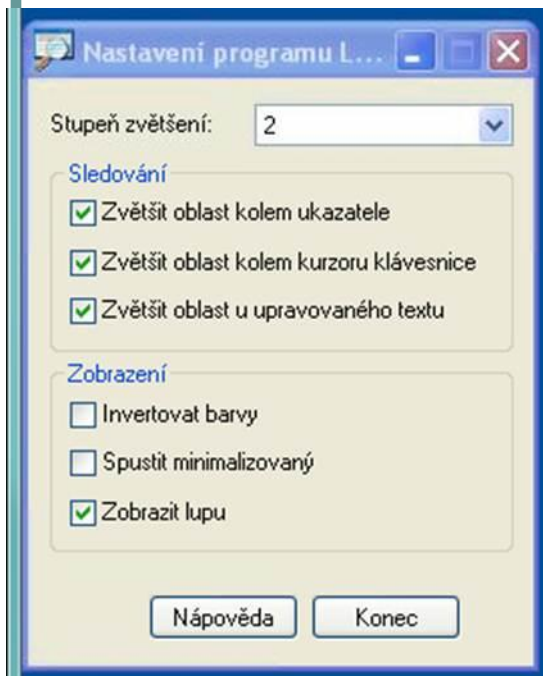 Nastavení programu L...
Stupeň zvětšení: 2
Sledování
Zvětšit oblast kolem ukazatele
Zvětšit oblast kolem kurzoru klávesnice
Zvětšit oblast u upravovaného textu
Zobrazení
Invertovat barvy
Spustit minimalizovaný
Zobrazit lupu
Nápověda Konec